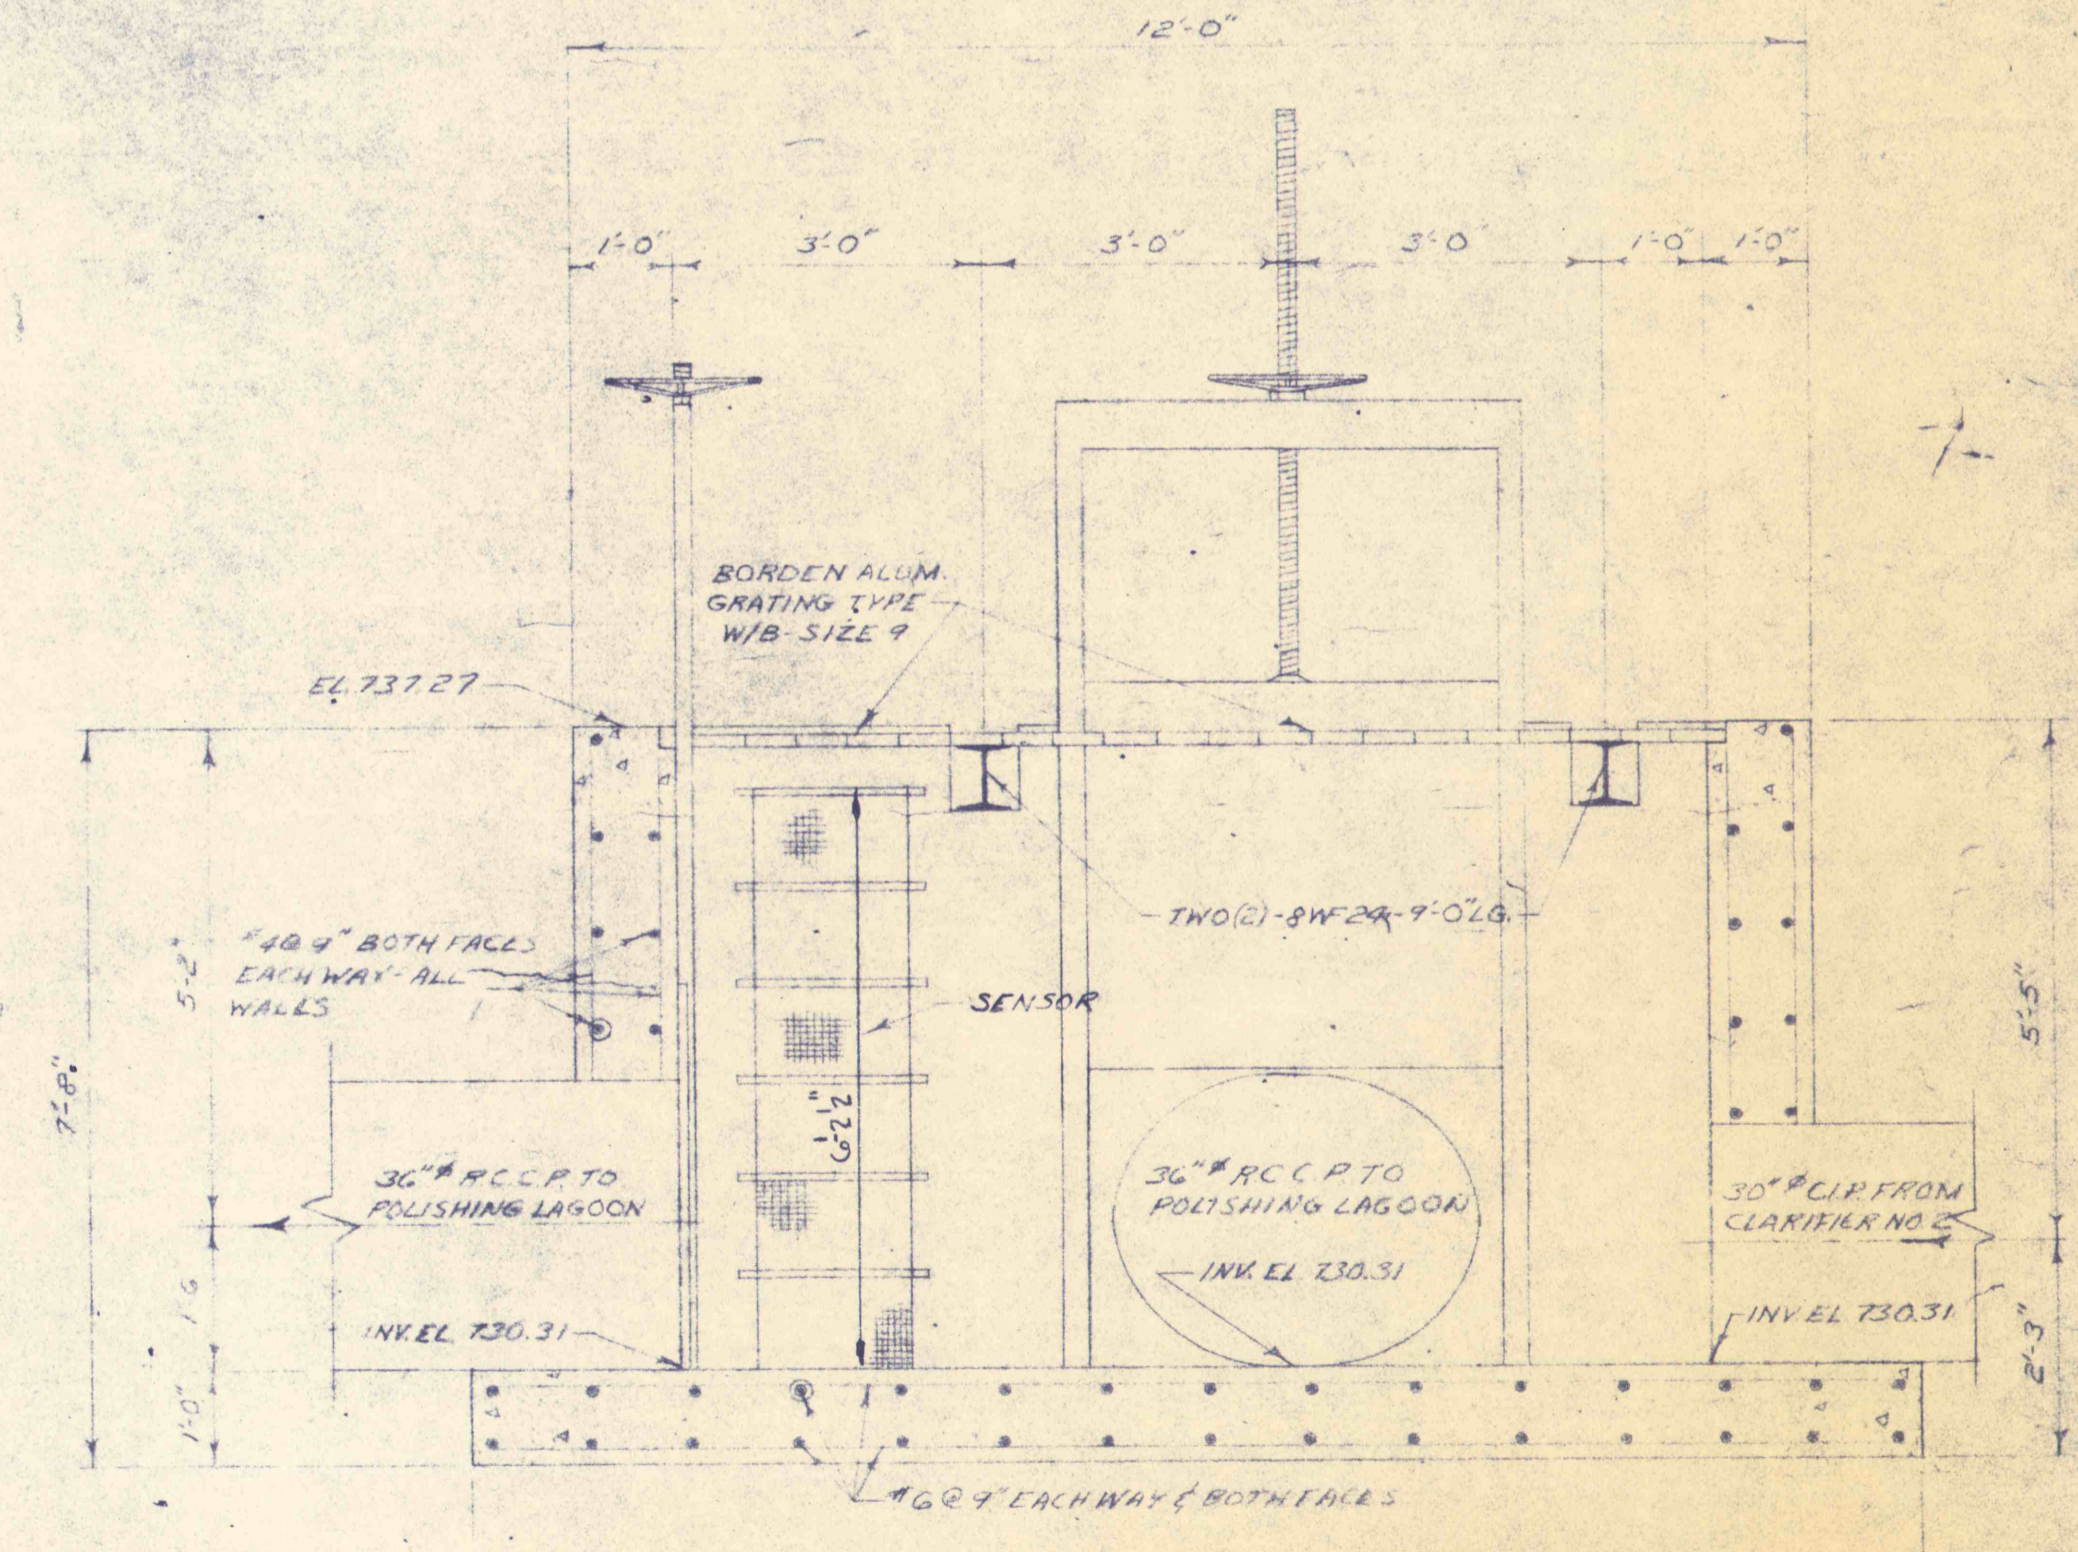 12'-0"
1'-0"
3'-0"
3'-0"
3'-0"
1'-0"
1'-0"
BORDEN ALUM.
GRATING TYPE
W/B-SIZE 9
EL.737.27
TWO(2)-8WF24-9'-0"LG.
#4@9" BOTH FACES
EACH WAY-ALL
WALLS
5'-2"
SENSOR
5'-5"
7'-8"
6'-2½"
36"ø R.C.C.P. TO
POLISHING LAGOON
36"ø R.C.C.P. TO
POLISHING LAGOON
30"ø C.I.P. FROM
CLARIFIER NO. 2
INV. EL 730.31
INV. EL 730.31
INV. EL 730.31
1'-6
2'-3"
1'-0"
#6@9" EACH WAY & BOTH FACES